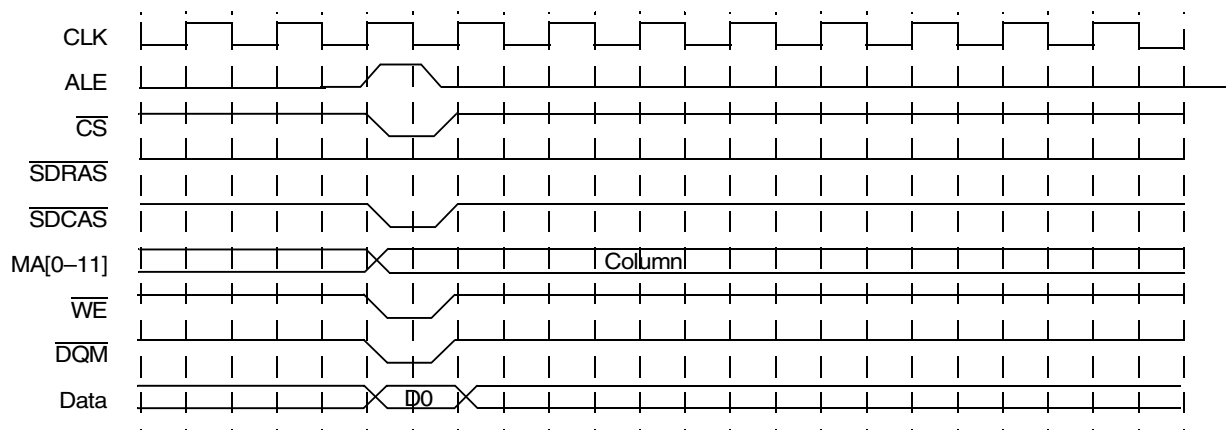 CLK
ALE
CS
SDRAS
SDCAS
MA[0–11] Column
WE
DQM
Data D0